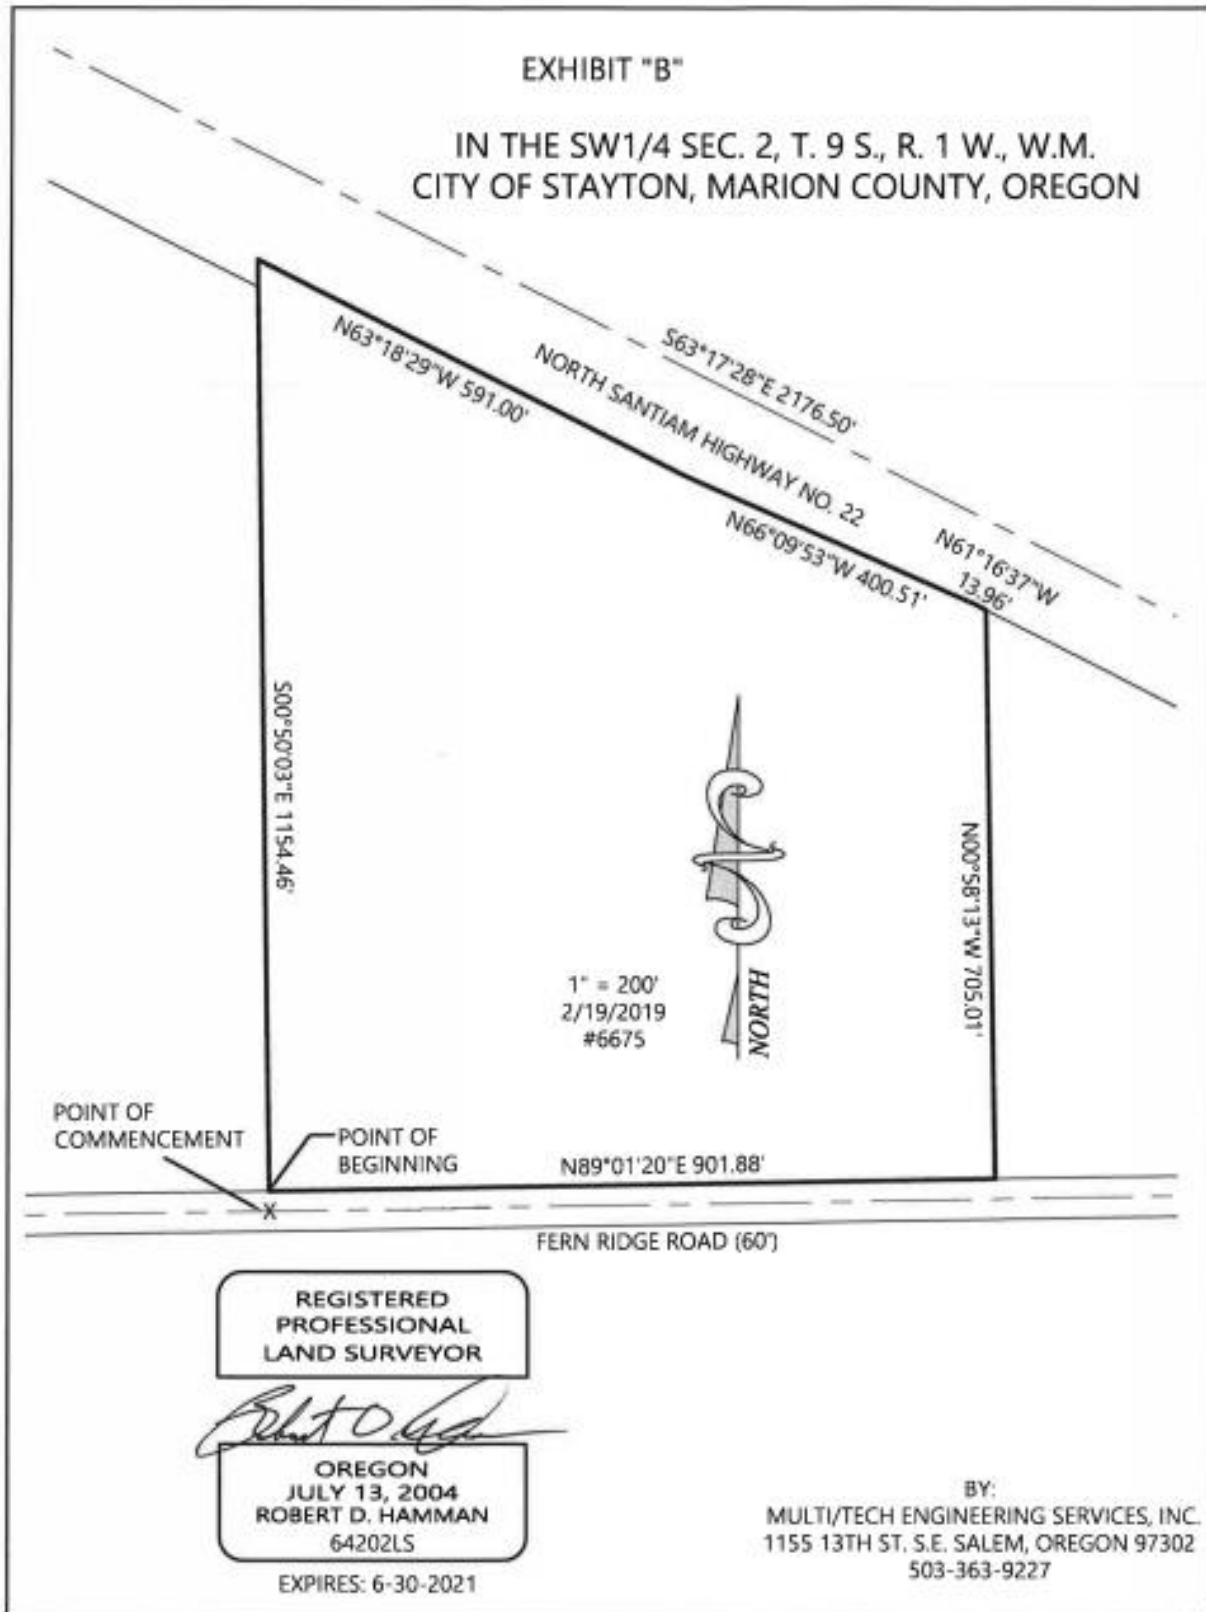 EXHIBIT "B"
IN THE SW1/4 SEC. 2, T. 9 S., R. 1 W., W.M.
CITY OF STAYTON, MARION COUNTY, OREGON
N63°18'29"W 591.00'
NORTH SANTIAM HIGHWAY NO. 22
S63°17'28"E 2176.50'
N66°09'53"W 400.51'
N61°16'37"W
13.96'
S00°50'03"E 1154.46'
N00°58'13"W 705.01'
1" = 200'
2/19/2019
#6675
NORTH
POINT OF
COMMENCEMENT
POINT OF
BEGINNING
N89°01'20"E 901.88'
X
FERN RIDGE ROAD (60')
REGISTERED
PROFESSIONAL
LAND SURVEYOR
OREGON
JULY 13, 2004
ROBERT D. HAMMAN
64202LS
EXPIRES: 6-30-2021
BY:
MULTI/TECH ENGINEERING SERVICES, INC.
1155 13TH ST. S.E. SALEM, OREGON 97302
503-363-9227